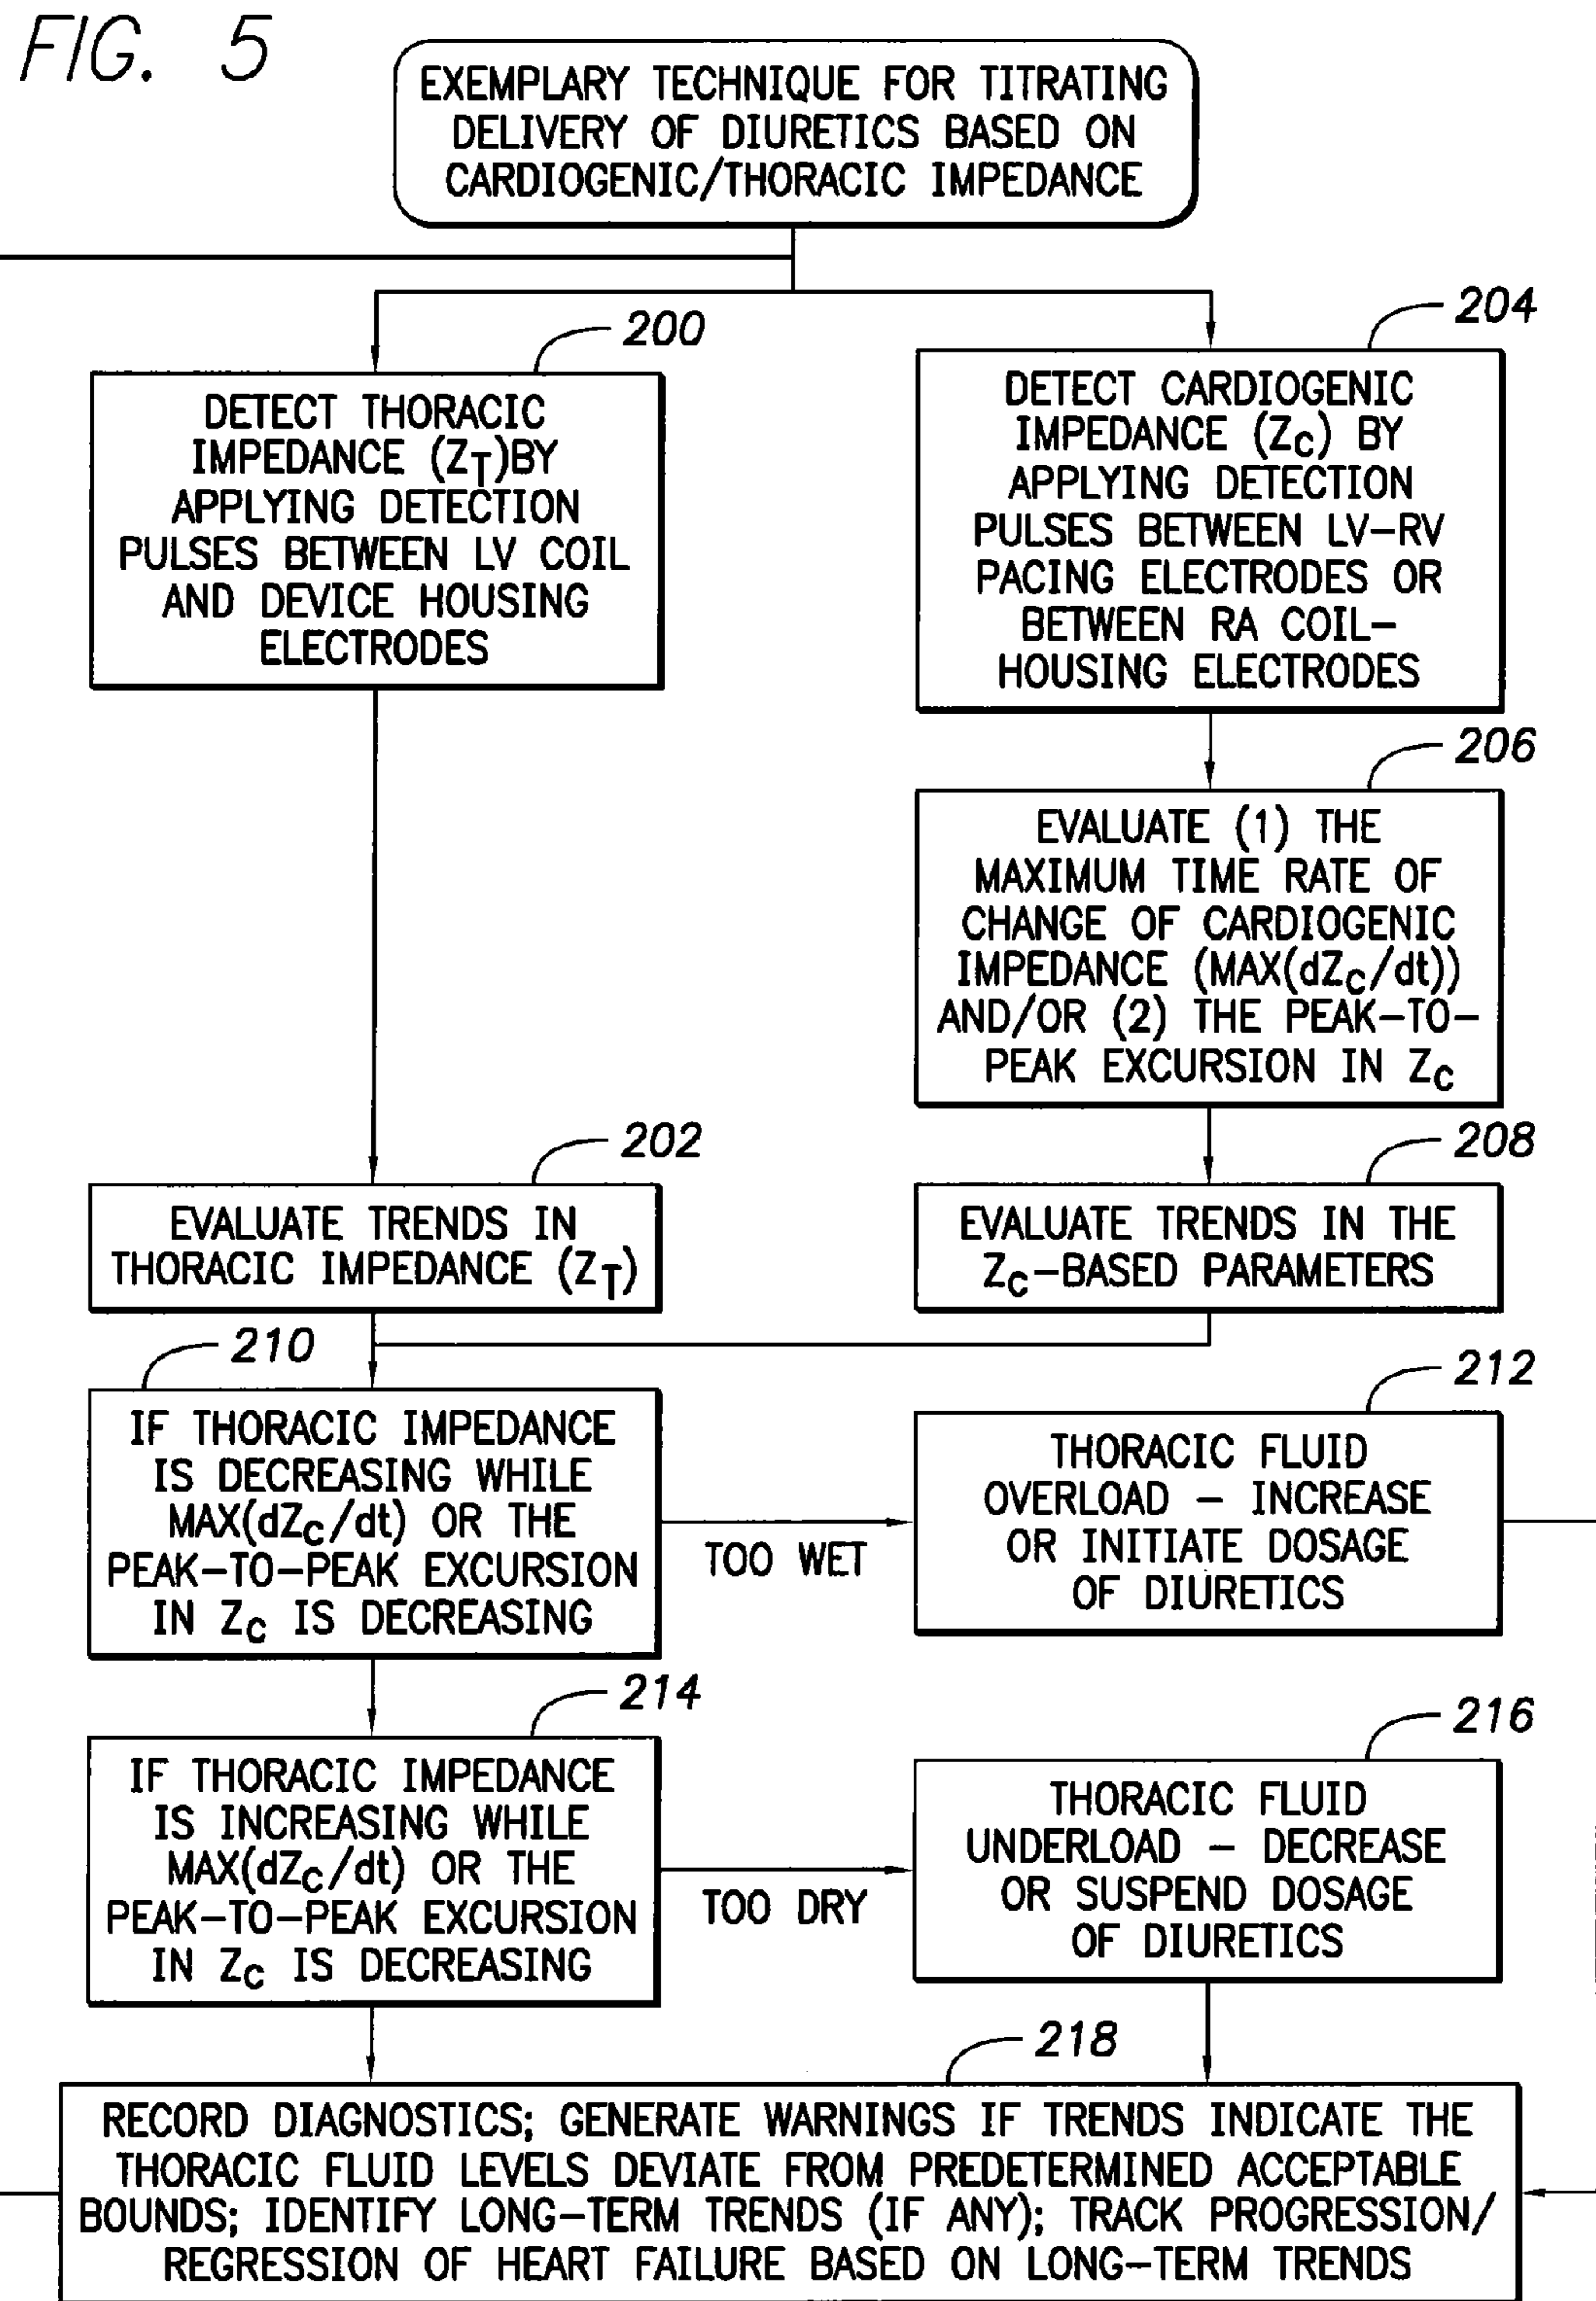 FIG. 5
EXEMPLARY TECHNIQUE FOR TITRATING
DELIVERY OF DIURETICS BASED ON
CARDIOGENIC/THORACIC IMPEDANCE
200
DETECT THORACIC
IMPEDANCE (ZT)BY
APPLYING DETECTION
PULSES BETWEEN LV COIL
AND DEVICE HOUSING
ELECTRODES
204
DETECT CARDIOGENIC
IMPEDANCE (ZC) BY
APPLYING DETECTION
PULSES BETWEEN LV-RV
PACING ELECTRODES OR
BETWEEN RA COIL-
HOUSING ELECTRODES
206
EVALUATE (1) THE
MAXIMUM TIME RATE OF
CHANGE OF CARDIOGENIC
IMPEDANCE (MAX(dZC/dt))
AND/OR (2) THE PEAK-TO-
PEAK EXCURSION IN ZC
202
EVALUATE TRENDS IN
THORACIC IMPEDANCE (ZT)
208
EVALUATE TRENDS IN THE
ZC-BASED PARAMETERS
210
IF THORACIC IMPEDANCE
IS DECREASING WHILE
MAX(dZC/dt) OR THE
PEAK-TO-PEAK EXCURSION
IN ZC IS DECREASING
TOO WET
212
THORACIC FLUID
OVERLOAD - INCREASE
OR INITIATE DOSAGE
OF DIURETICS
214
IF THORACIC IMPEDANCE
IS INCREASING WHILE
MAX(dZC/dt) OR THE
PEAK-TO-PEAK EXCURSION
IN ZC IS DECREASING
TOO DRY
216
THORACIC FLUID
UNDERLOAD - DECREASE
OR SUSPEND DOSAGE
OF DIURETICS
218
RECORD DIAGNOSTICS; GENERATE WARNINGS IF TRENDS INDICATE THE
THORACIC FLUID LEVELS DEVIATE FROM PREDETERMINED ACCEPTABLE
BOUNDS; IDENTIFY LONG-TERM TRENDS (IF ANY); TRACK PROGRESSION/
REGRESSION OF HEART FAILURE BASED ON LONG-TERM TRENDS